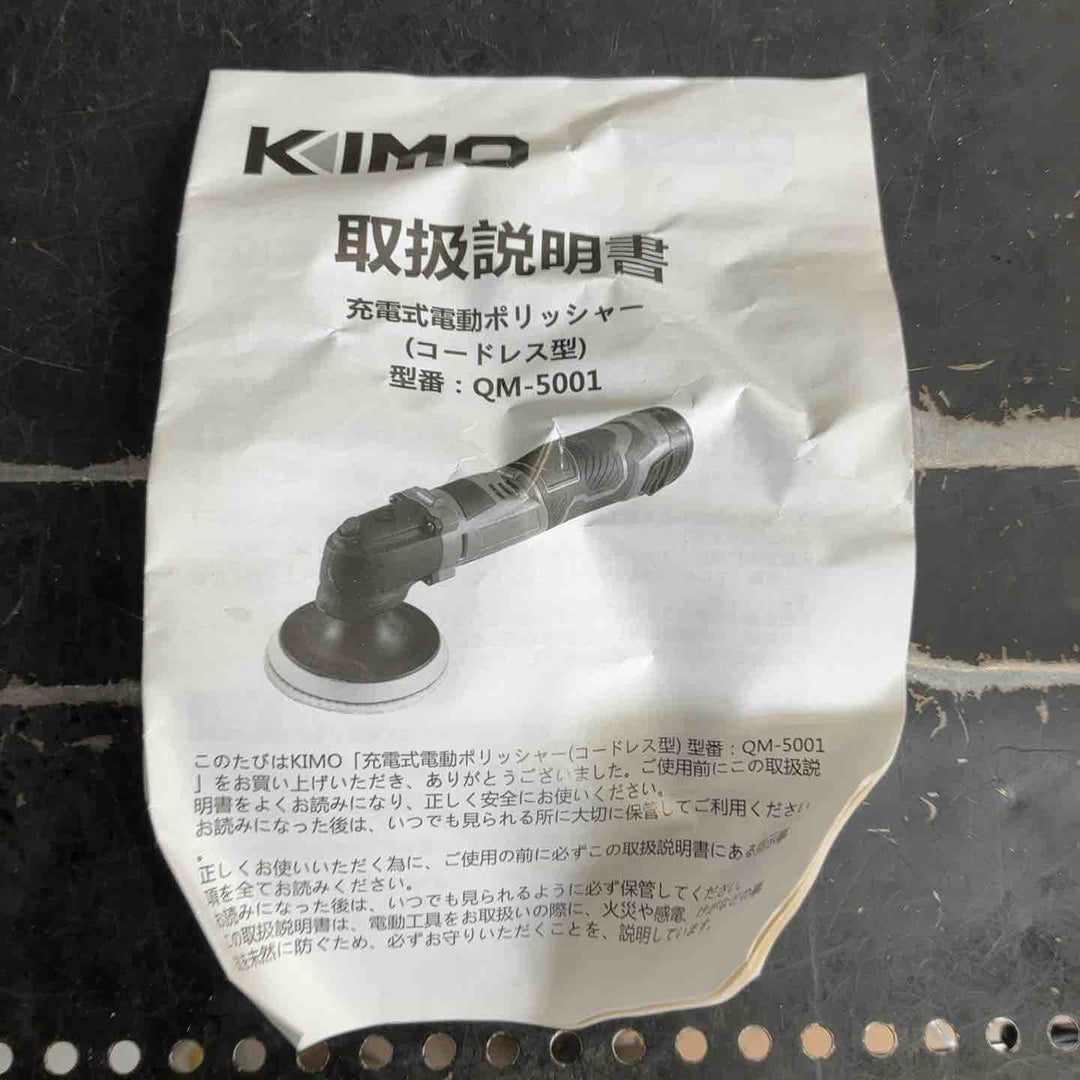 KIMO
取扱説明書
充電式電動ポリッシャー
(コードレス型)
型番：QM-5001
このたびはKIMO「充電式電動ポリッシャー(コードレス型) 型番：QM-5001
」をお買い上げいただき、ありがとうございました。ご使用前にこの取扱説
明書をよくお読みになり、正しく安全にお使いください。
お読みになった後は、いつでも見られる所に大切に保管してご利用ください
。
正しくお使いいただく為に、ご使用の前に必ずこの取扱説明書にある
項を全てお読みください。
お読みになった後は、いつでも見られるように必ず保管してください
この取扱説明書は、電動工具をお取扱いの際に、火災や感電、けがなどの事
故を未然に防ぐため、必ずお守りいただくことを、説明しています。